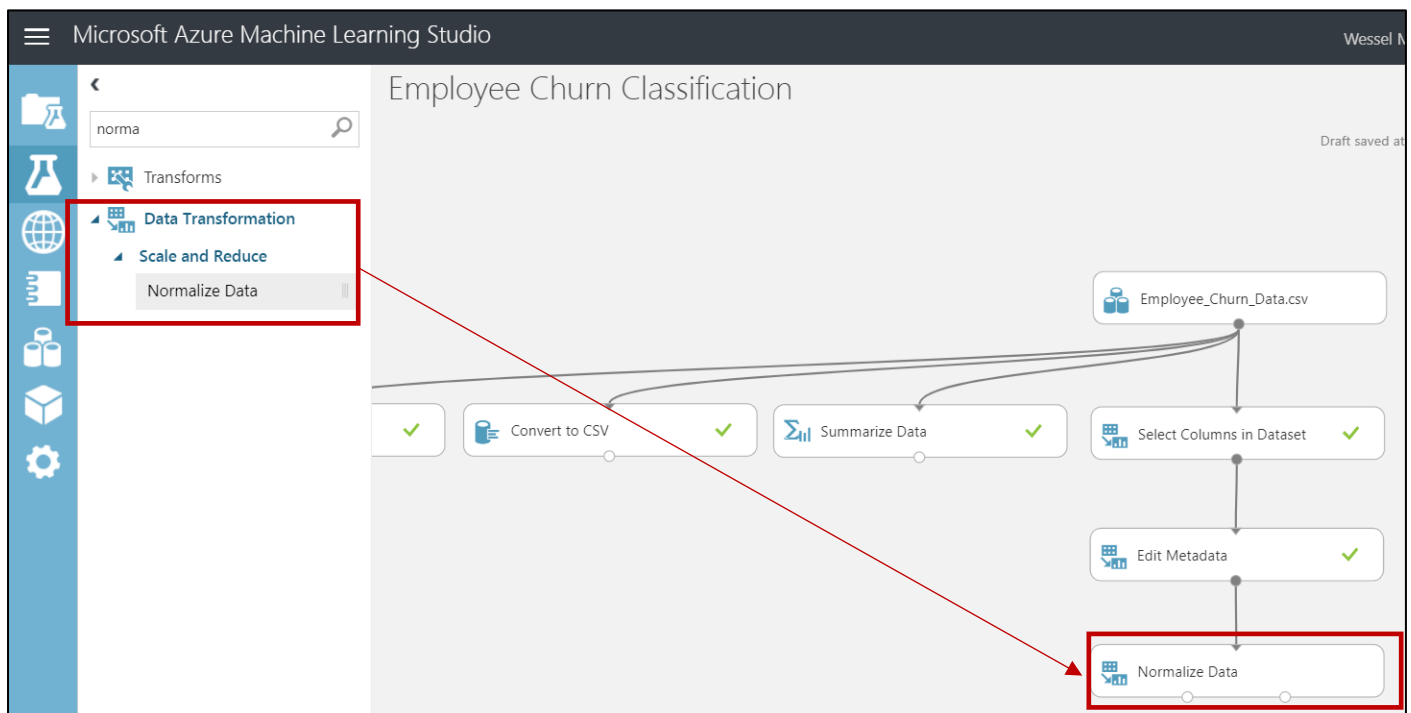 Microsoft Azure Machine Learning Studio
Wessel
Employee Churn Classification
norma
Draft saved at
Transforms
Data Transformation
Scale and Reduce
Normalize Data
Employee_Churn_Data.csv
Convert to CSV
Summarize Data
Select Columns in Dataset
Edit Metadata
Normalize Data